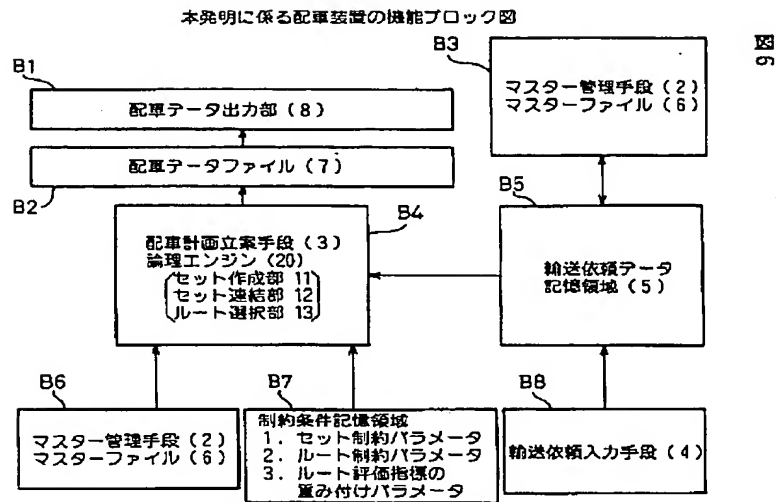 本発明に係る配車装置の機能ブロック図
図6
B1
配車データ出力部(8)
配車データファイル(7)
B2
B3
マスター管理手段(2)
マスターファイル(6)
B4
配車計画立案手段(3)
論理エンジン(20)
セット作成部 11
セット連結部 12
ルート選択部 13
B5
輸送依頼データ
記憶領域(5)
B6
マスター管理手段(2)
マスターファイル(6)
B7
制約条件記憶領域
1. セット制約パラメータ
2. ルート制約パラメータ
3. ルート評価指標の
重み付けパラメータ
B8
輸送依頼入力手段(4)